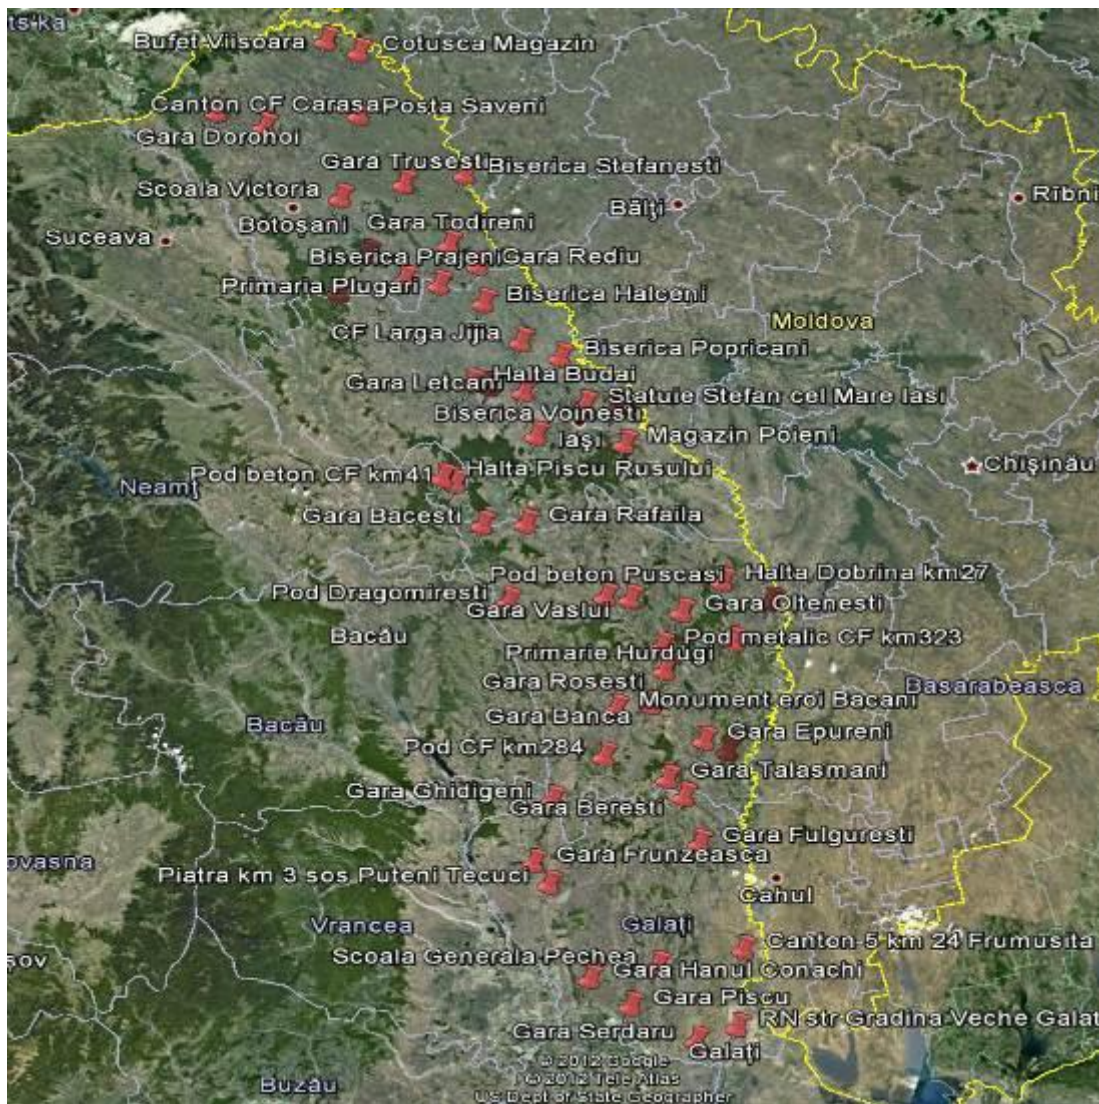 tska
Bufet Viisoara
Cotusca Magazin
Canton CF Carasa
Posta Saveni
Gara Dorohoi
Gara Trusesti
Biserica Stefanesti
Scoala Victoria
Bălţi
Rîbni
Botoşani
Gara Todireni
Suceava
Biserica Prajeni
Gara Rediu
Primaria Plugari
Biserica Halceni
Moldova
CF Larga Jijia
Biserica Popricani
Gara Letcani
Halta Budai
Statuie Stefan cel Mare Iasi
Biserica Voinesti
Iaşi
Magazin Poieni
Chişinău
Pod beton CF km41
Halta Piscu Rusului
Neamţ
Gara Bacesti
Gara Rafaila
Pod beton Puscasi
Halta Dobrina km27
Pod Dragomiresti
Gara Vaslui
Gara Oltenesti
Bacău
Pod metalic CF km323
Primarie Hurdugi
Gara Rosesti
Basarabeasca
Monument eroi Bacani
Gara Banca
Bacău
Gara Epureni
Pod CF km284
Gara Talasmani
Gara Ghidigeni
Gara Beresti
Gara Fulguresti
Gara Frunzeasca
ovasna
Piatra km 3 sos Puteni Tecuci
Cahul
Vrancea
Galaţi
Canton 5 km 24 Frumusita
Scoala Generala Pechea
şov
Gara Hanul Conachi
Gara Piscu
RN str Gradina Veche Galat
Gara Serdaru
Galaţi
© 2012 Google
© 2012 Tele Atlas
Buzău
US Dept of State Geographer